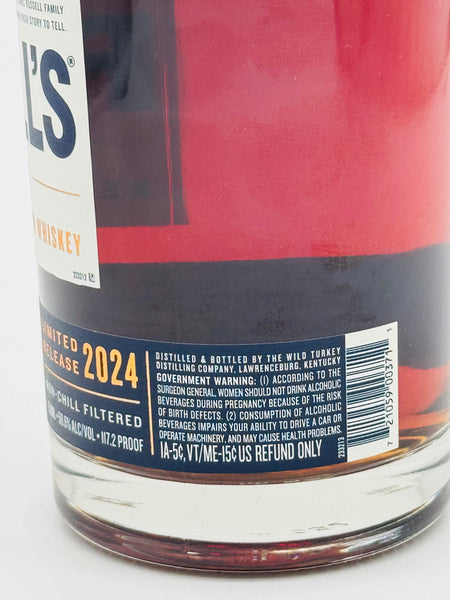 RUSSELL FAMILY
RICH STORY TO TELL.
L'S®
WHISKEY
LIMITED
RELEASE 2024
NON-CHILL FILTERED
58.6% ALC/VOL • 117.2 PROOF
DISTILLED & BOTTLED BY THE WILD TURKEY
DISTILLING COMPANY, LAWRENCEBURG, KENTUCKY
GOVERNMENT WARNING: (1) ACCORDING TO THE
SURGEON GENERAL, WOMEN SHOULD NOT DRINK ALCOHOLIC
BEVERAGES DURING PREGNANCY BECAUSE OF THE RISK
OF BIRTH DEFECTS. (2) CONSUMPTION OF ALCOHOLIC
BEVERAGES IMPAIRS YOUR ABILITY TO DRIVE A CAR OR
OPERATE MACHINERY, AND MAY CAUSE HEALTH PROBLEMS.
IA-5¢, VT/ME-15¢ US REFUND ONLY
233213
7 21059 00371 1